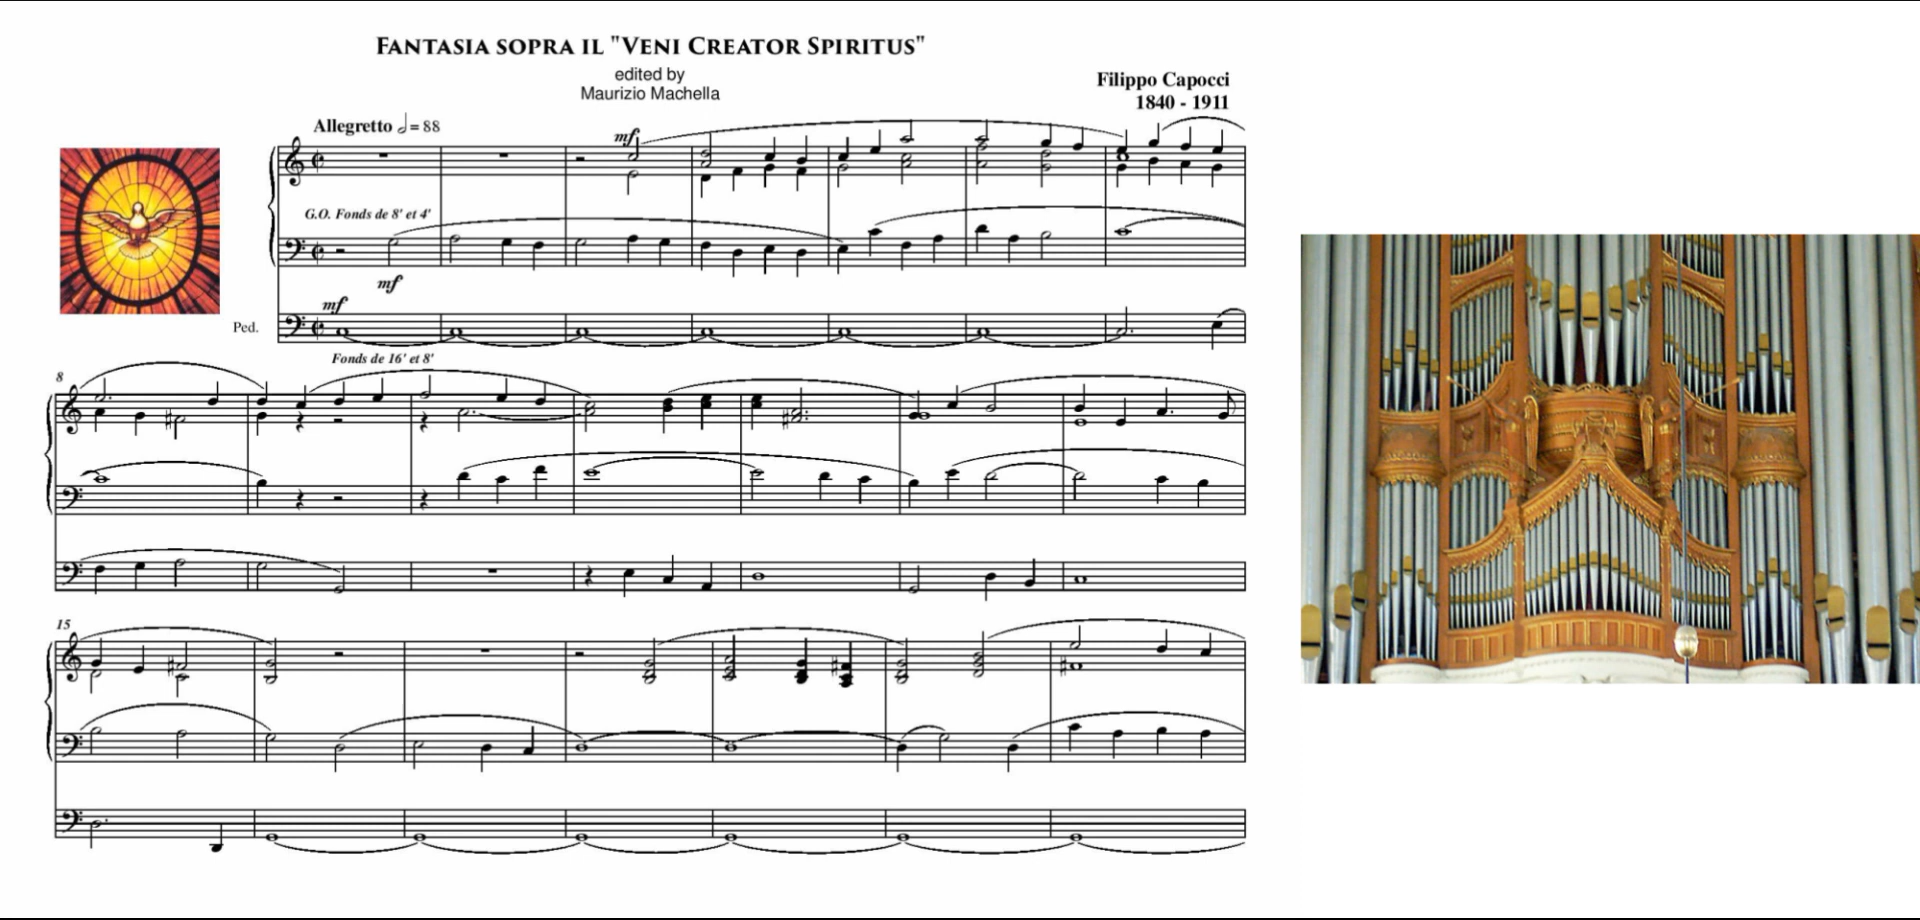 FANTASIA SOPRA IL "VENI CREATOR SPIRITUS"
edited by
Maurizio Machella
Filippo Capocci
1840 - 1911
Allegretto 𝅗𝅥 = 88
mf
G.O. Fonds de 8' et 4'
mf
mf
Ped.
Fonds de 16' et 8'
8
15